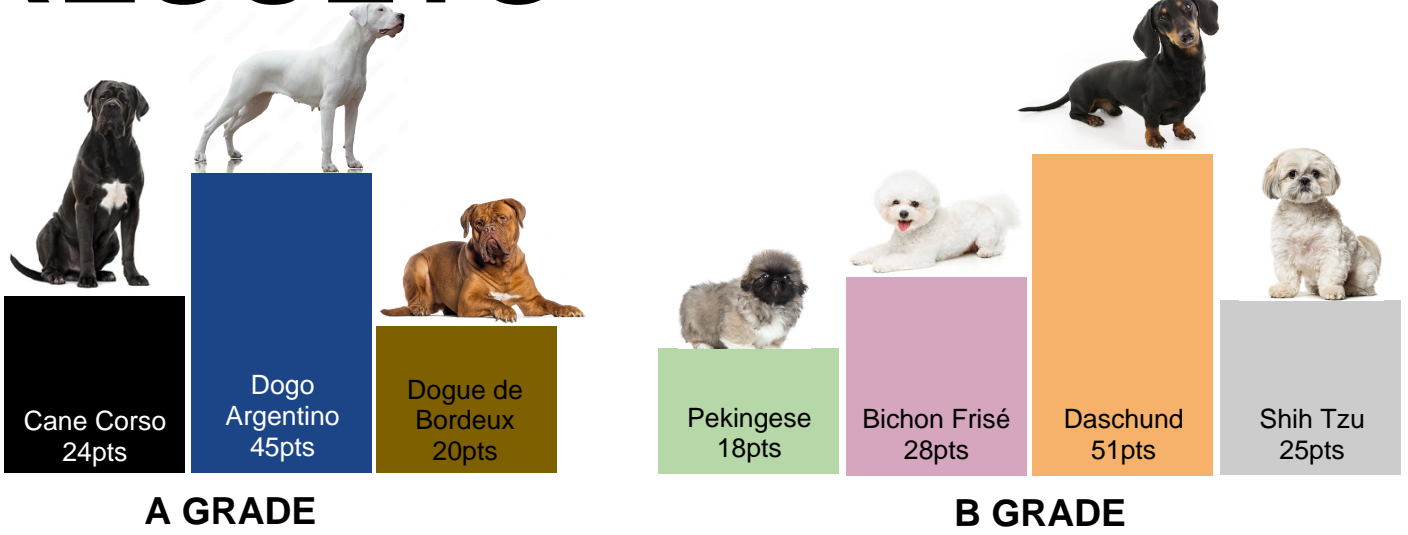 Cane Corso
24pts
Dogo
Argentino
45pts
Dogue de
Bordeux
20pts
A GRADE
Pekingese
18pts
Bichon Frisé
28pts
Daschund
51pts
Shih Tzu
25pts
B GRADE